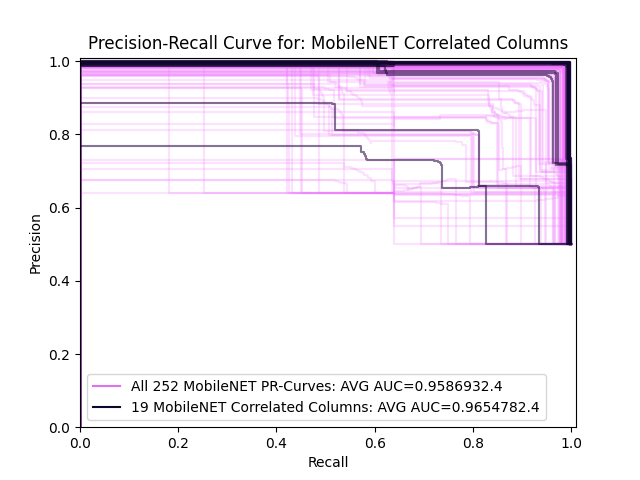 Precision-Recall Curve for: MobileNET Correlated Columns
1.0
0.8
0.6
0.4
0.2
0.0
Precision
All 252 MobileNET PR-Curves: AVG AUC=0.9586932.4
19 MobileNET Correlated Columns: AVG AUC=0.9654782.4
0.0 0.2 0.4 0.6 0.8 1.0
Recall